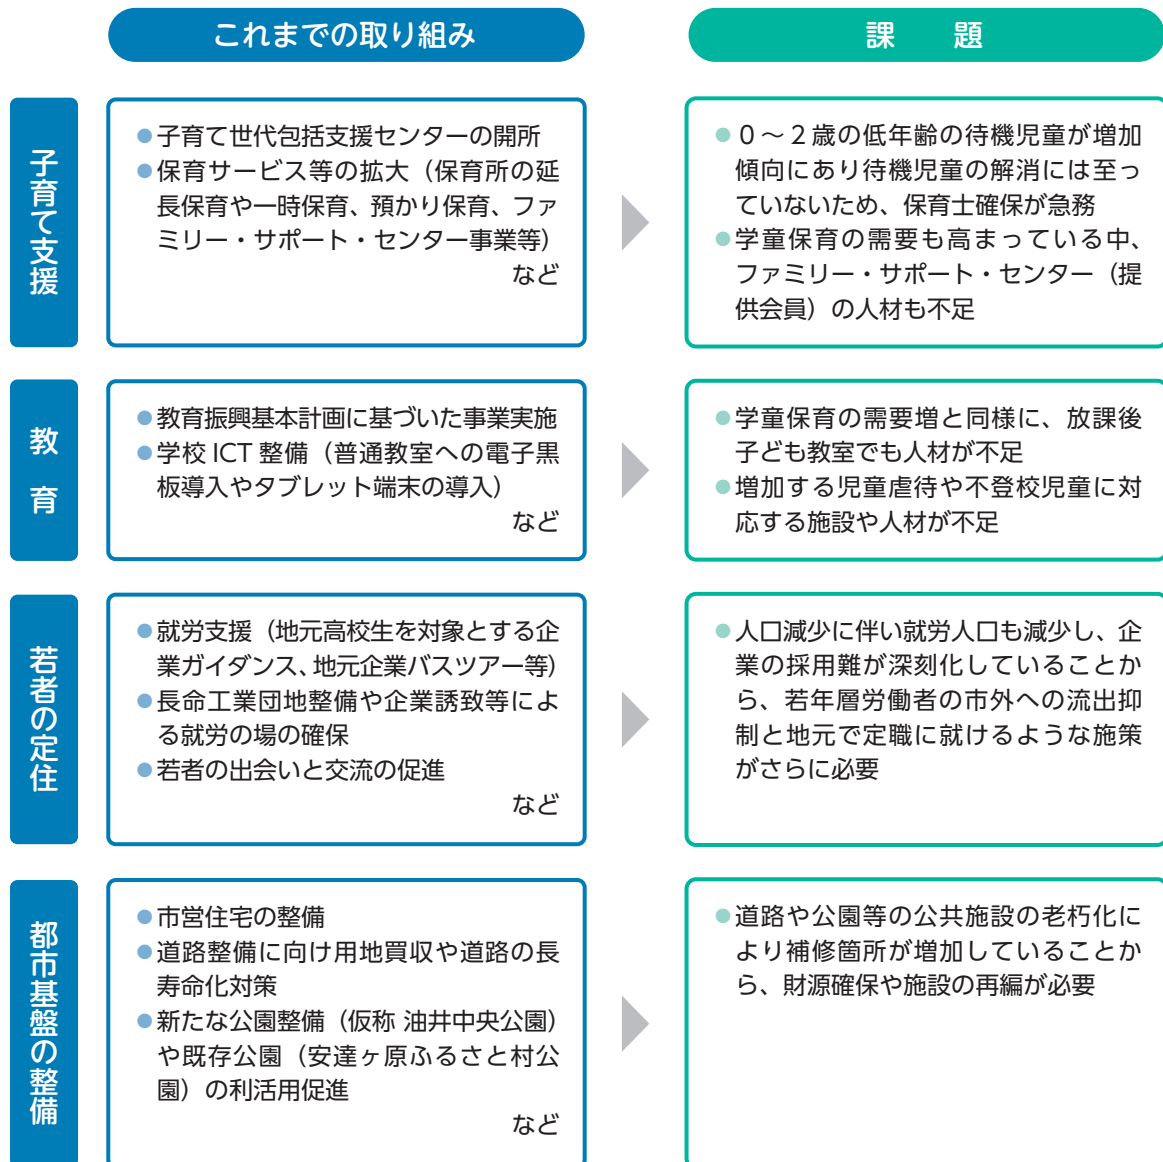 これまでの取り組み
課題
子育て支援
●子育て世代包括支援センターの開所
●保育サービス等の拡大（保育所の延
長保育や一時保育、預かり保育、ファ
ミリー・サポート・センター事業等）
など
●０～２歳の低年齢の待機児童が増加
傾向にあり待機児童の解消には至っ
ていないため、保育士確保が急務
●学童保育の需要も高まっている中、
ファミリー・サポート・センター（提
供会員）の人材も不足
教育
●教育振興基本計画に基づいた事業実施
●学校 ICT 整備（普通教室への電子黒
板導入やタブレット端末の導入）
など
●学童保育の需要増と同様に、放課後
子ども教室でも人材が不足
●増加する児童虐待や不登校児童に対
応する施設や人材が不足
若者の定住
●就労支援（地元高校生を対象とする企
業ガイダンス、地元企業バスツアー等）
●長命工業団地整備や企業誘致等によ
る就労の場の確保
●若者の出会いと交流の促進
など
●人口減少に伴い就労人口も減少し、企
業の採用難が深刻化していることか
ら、若年層労働者の市外への流出抑
制と地元で定職に就けるような施策
がさらに必要
都市基盤の整備
●市営住宅の整備
●道路整備に向け用地買収や道路の長
寿命化対策
●新たな公園整備（仮称 油井中央公園）
や既存公園（安達ヶ原ふるさと村公
園）の利活用促進
など
●道路や公園等の公共施設の老朽化に
より補修箇所が増加していることか
ら、財源確保や施設の再編が必要